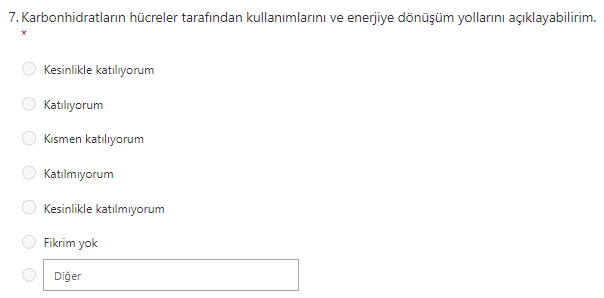 7. Karbonhidratların hücreler tarafından kullanımlarını ve enerjiye dönüşüm yollarını açıklayabilirim.
*
Kesinlikle katılıyorum
Katılıyorum
Kısmen katılıyorum
Katılmıyorum
Kesinlikle katılmıyorum
Fikrim yok
Diğer